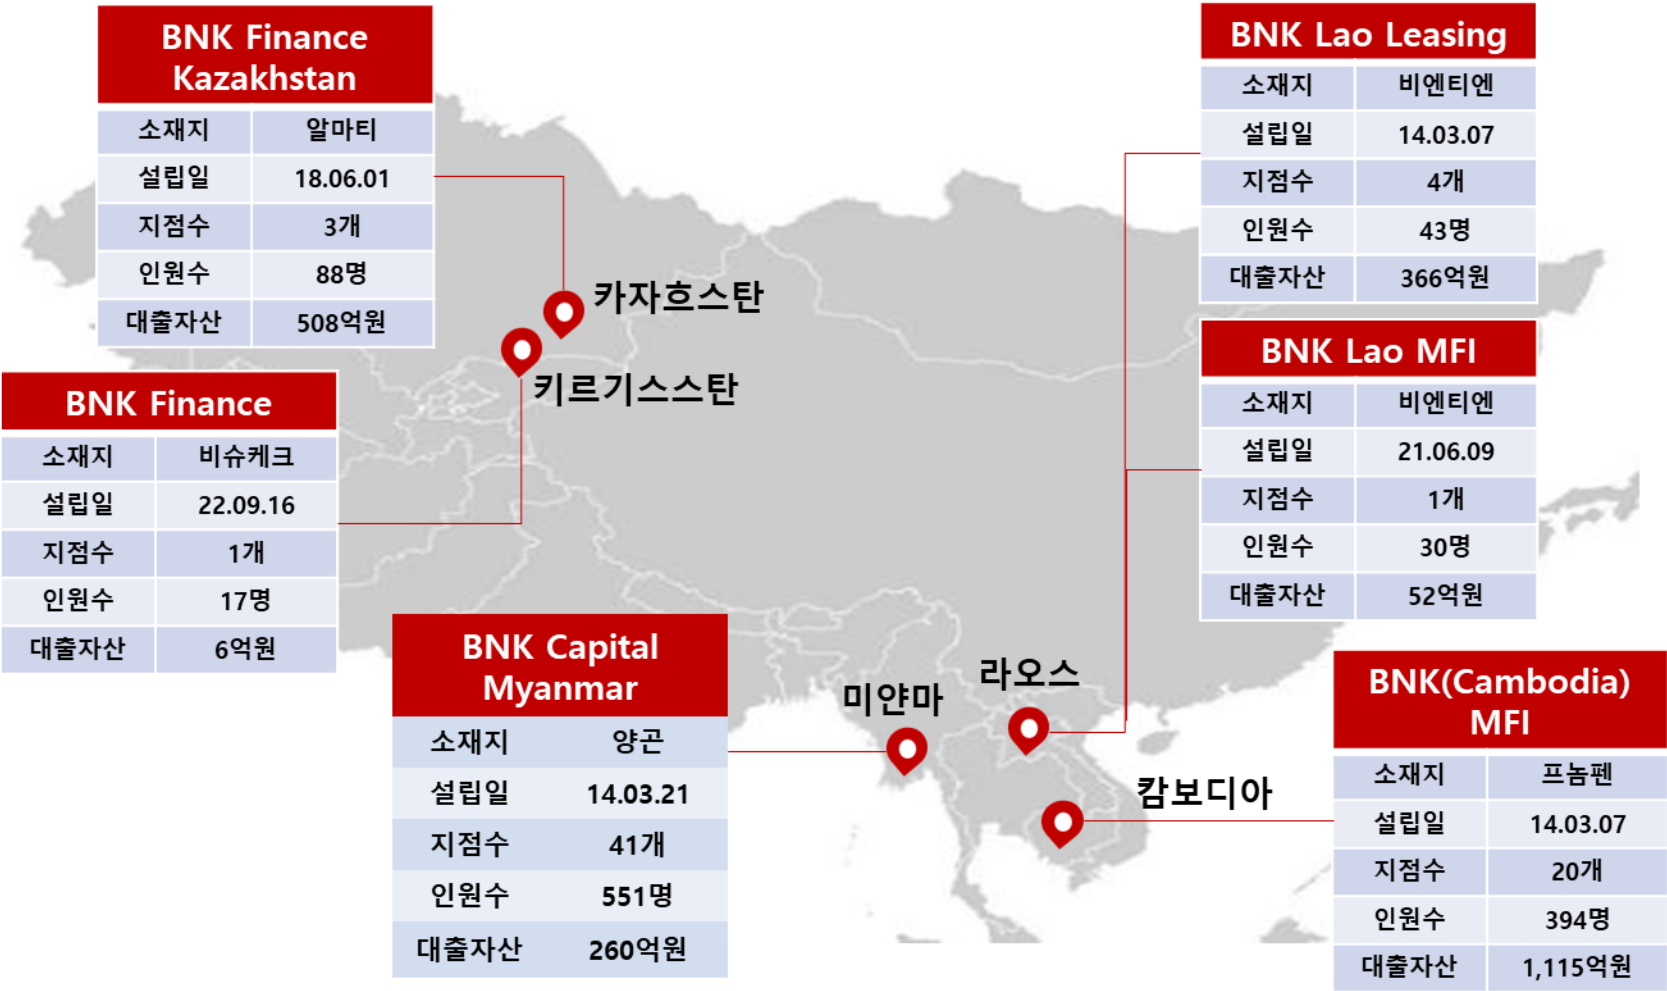 BNK Finance
Kazakhstan
소재지 알마티
설립일 18.06.01
지점수 3개
인원수 88명
대출자산 508억원
BNK Finance
소재지 비슈케크
설립일 22.09.16
지점수 1개
인원수 17명
대출자산 6억원
BNK Capital
Myanmar
소재지 양곤
설립일 14.03.21
지점수 41개
인원수 551명
대출자산 260억원
카자흐스탄
키르기스스탄
미얀마
라오스
캄보디아
BNK Lao Leasing
소재지 비엔티엔
설립일 14.03.07
지점수 4개
인원수 43명
대출자산 366억원
BNK Lao MFI
소재지 비엔티엔
설립일 21.06.09
지점수 1개
인원수 30명
대출자산 52억원
BNK(Cambodia)
MFI
소재지 프놈펜
설립일 14.03.07
지점수 20개
인원수 394명
대출자산 1,115억원